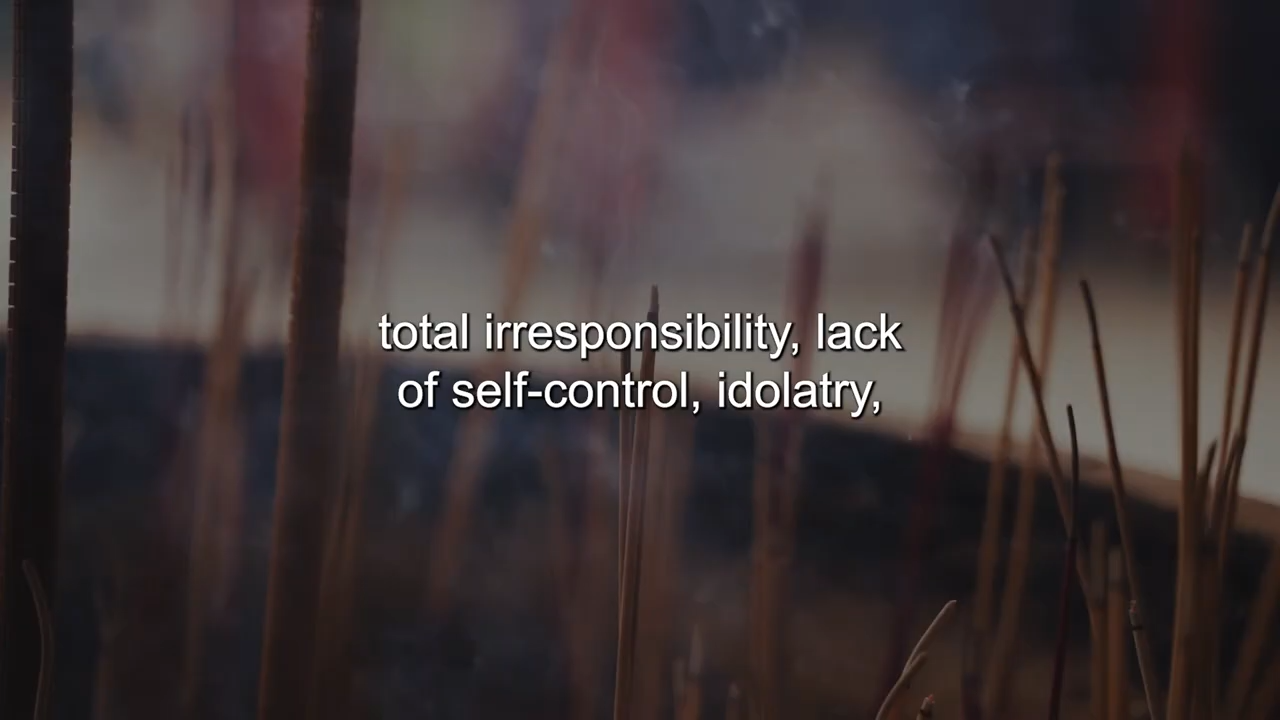 total irresponsibility, lack
of self-control, idolatry,